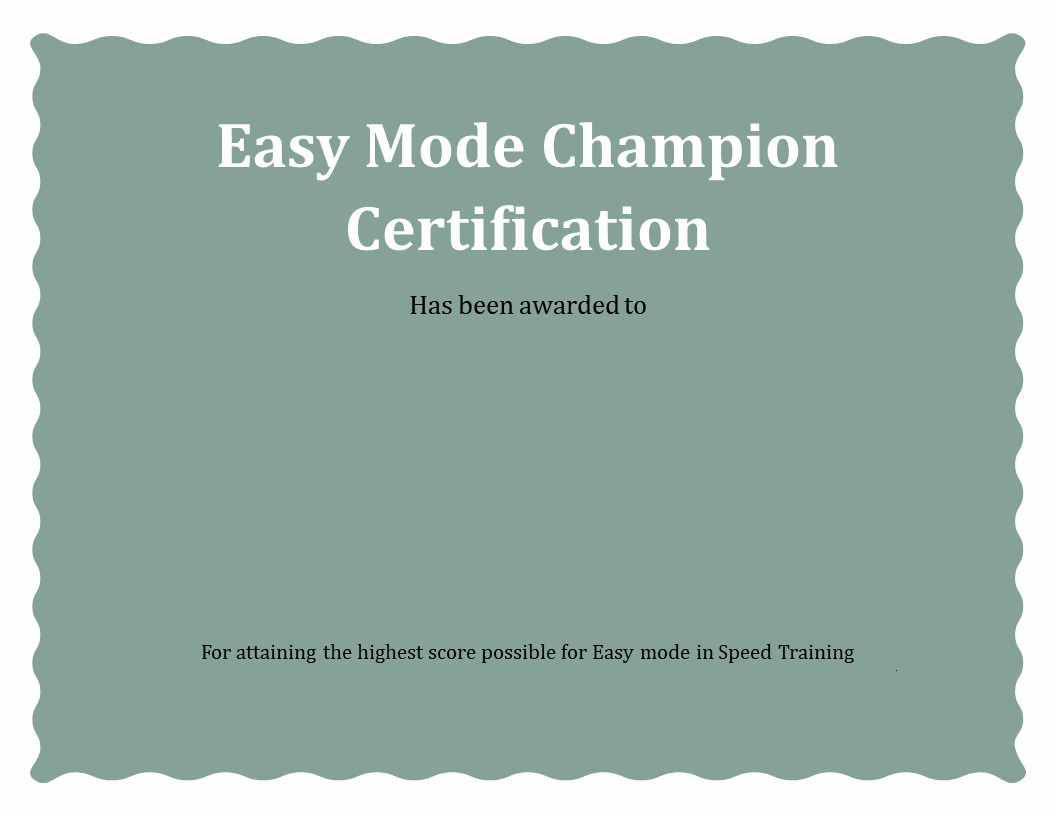 Easy Mode Champion
Certification
Has been awarded to
For attaining the highest score possible for Easy mode in Speed Training